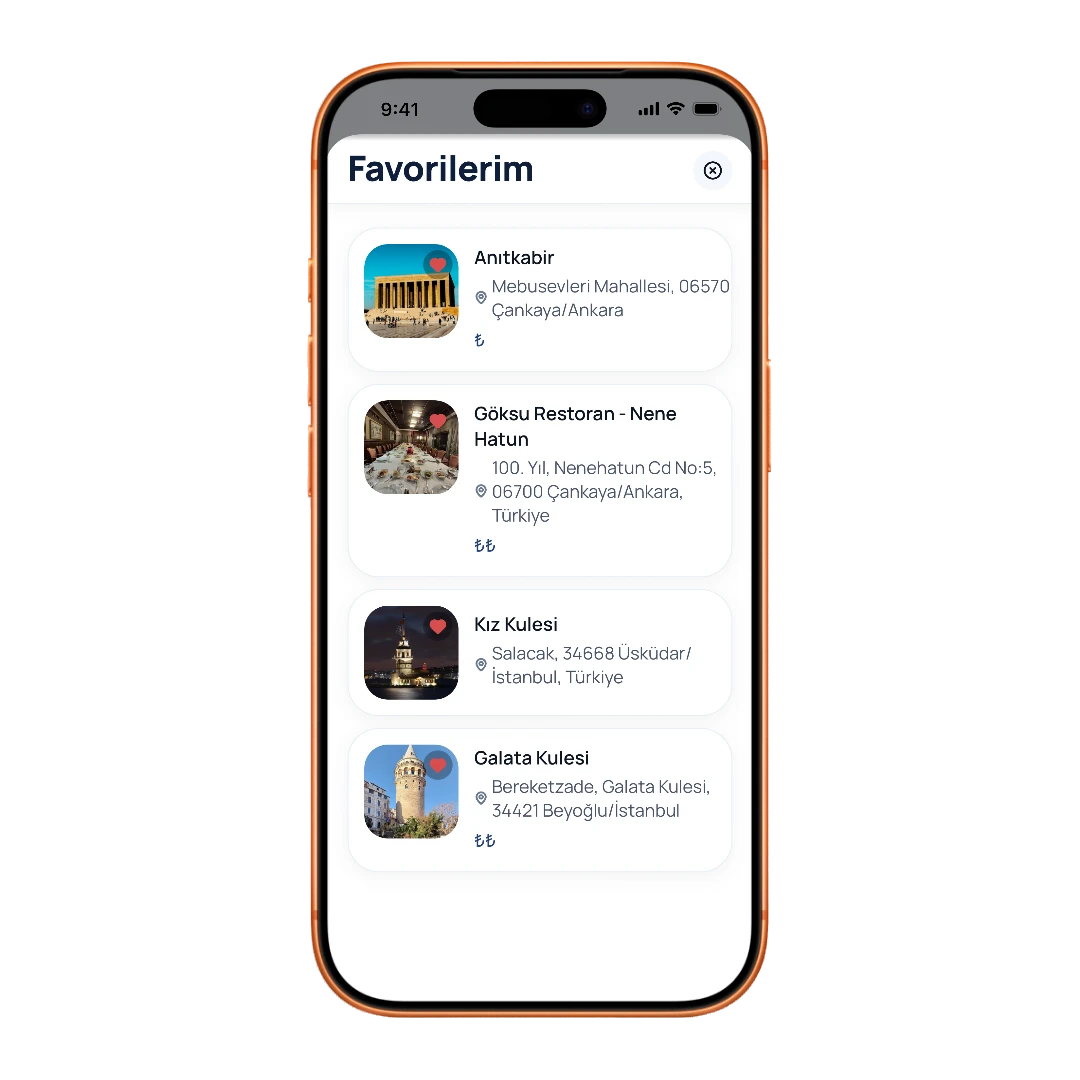 9:41
Favorilerim
Anıtkabir
Mebusevleri Mahallesi, 06570
Çankaya/Ankara
₺
Göksu Restoran - Nene
Hatun
100. Yıl, Nenehatun Cd No:5,
06700 Çankaya/Ankara,
Türkiye
₺₺
Kız Kulesi
Salacak, 34668 Üsküdar/
İstanbul, Türkiye
Galata Kulesi
Bereketzade, Galata Kulesi,
34421 Beyoğlu/İstanbul
₺₺